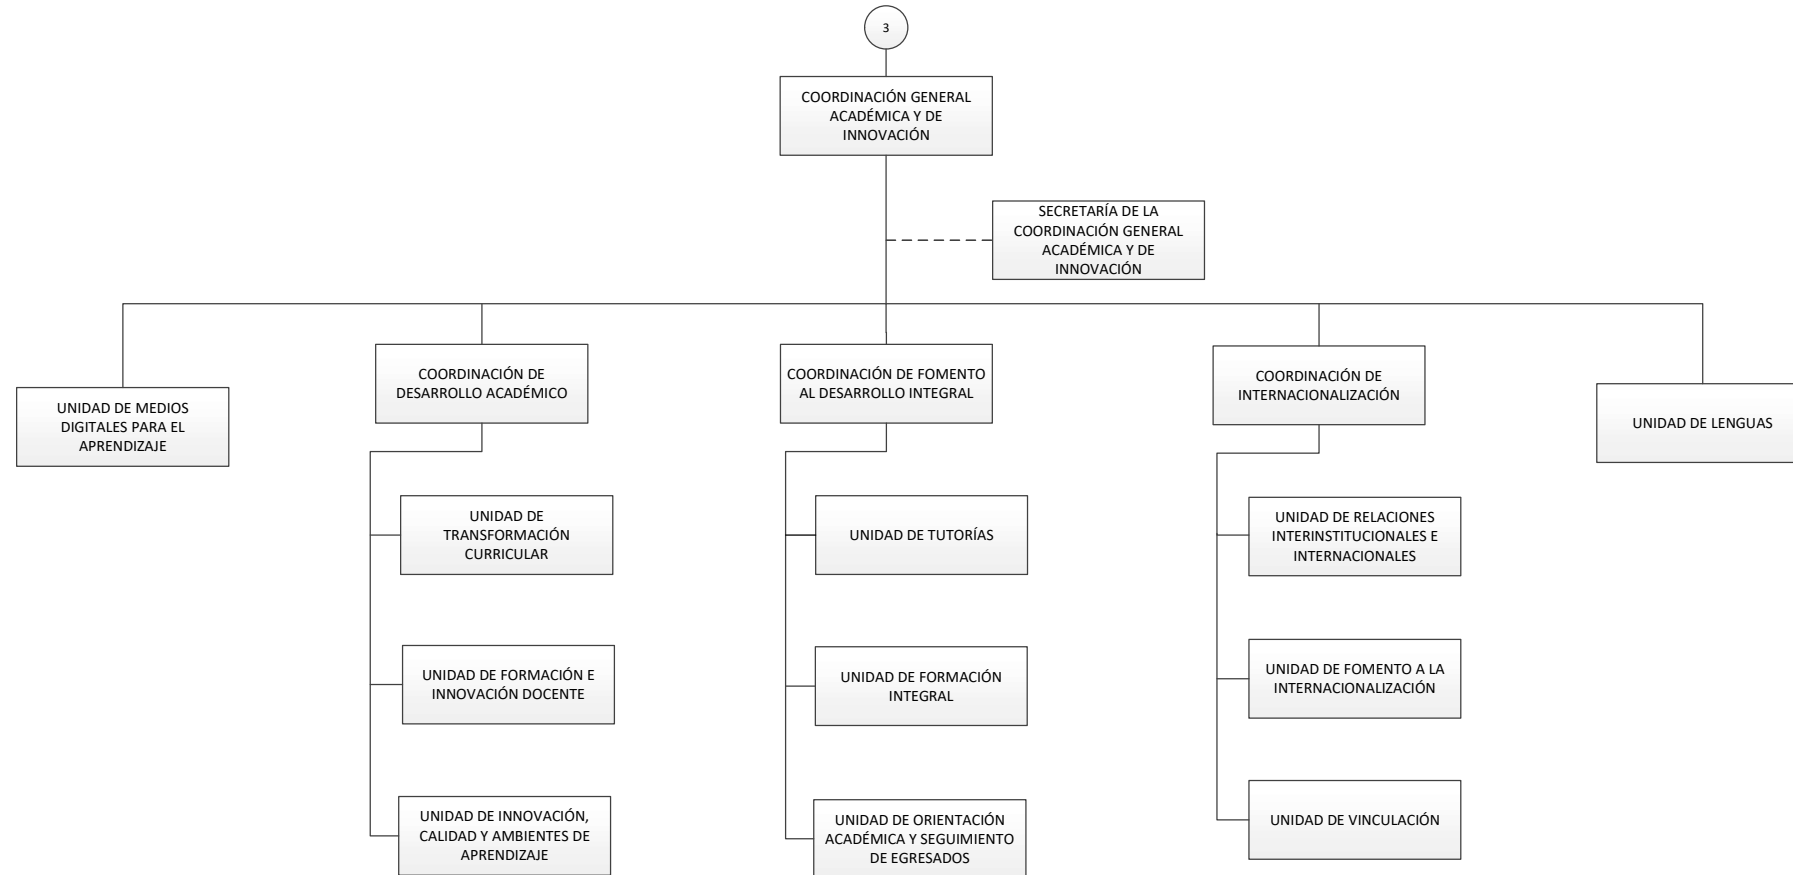 3
COORDINACIÓN GENERAL
ACADÉMICA Y DE
INNOVACIÓN
SECRETARÍA DE LA
COORDINACIÓN GENERAL
ACADÉMICA Y DE
INNOVACIÓN
UNIDAD DE MEDIOS
DIGITALES PARA EL
APRENDIZAJE
COORDINACIÓN DE
DESARROLLO ACADÉMICO
COORDINACIÓN DE FOMENTO
AL DESARROLLO INTEGRAL
COORDINACIÓN DE
INTERNACIONALIZACIÓN
UNIDAD DE LENGUAS
UNIDAD DE
TRANSFORMACIÓN
CURRICULAR
UNIDAD DE TUTORÍAS
UNIDAD DE RELACIONES
INTERINSTITUCIONALES E
INTERNACIONALES
UNIDAD DE FORMACIÓN E
INNOVACIÓN DOCENTE
UNIDAD DE FORMACIÓN
INTEGRAL
UNIDAD DE FOMENTO A LA
INTERNACIONALIZACIÓN
UNIDAD DE INNOVACIÓN,
CALIDAD Y AMBIENTES DE
APRENDIZAJE
UNIDAD DE ORIENTACIÓN
ACADÉMICA Y SEGUIMIENTO
DE EGRESADOS
UNIDAD DE VINCULACIÓN